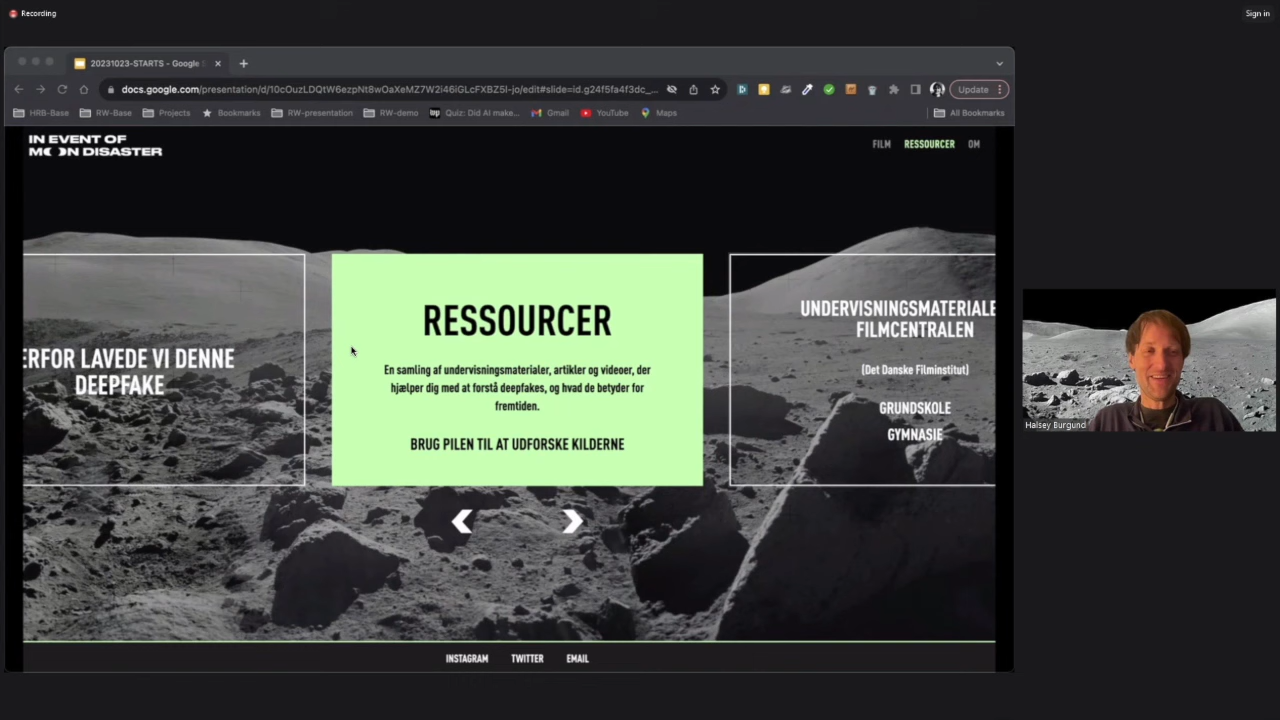 Recording
Sign in
20231023-STARTS - Google
docs.google.com/presentation/d/10cOuzLDQtW6ezpNt8wOaXeMZ7W2i46iGLcFXBZ5l-jo/edit#slide=id.g24f5fa4f3dc_...
Update
HRB-Base
RW-Base
Projects
Bookmarks
RW-presentation
RW-demo
Quiz: Did AI make...
Gmail
YouTube
Maps
All Bookmarks
IN EVENT OF
MOON DISASTER
FILM
RESSOURCER
OM
ERFOR LAVEDE VI DENNE
DEEPFAKE
RESSOURCER
En samling af undervisningsmaterialer, artikler og videoer, der
hjælper dig med at forstå deepfakes, og hvad de betyder for
fremtiden.
BRUG PILEN TIL AT UDFORSKE KILDERNE
UNDERVISNINGSMATERIALE
FILMCENTRALEN
(Det Danske Filminstitut)
GRUNDSKOLE
GYMNASIE
Halsey Burgund
INSTAGRAM
TWITTER
EMAIL